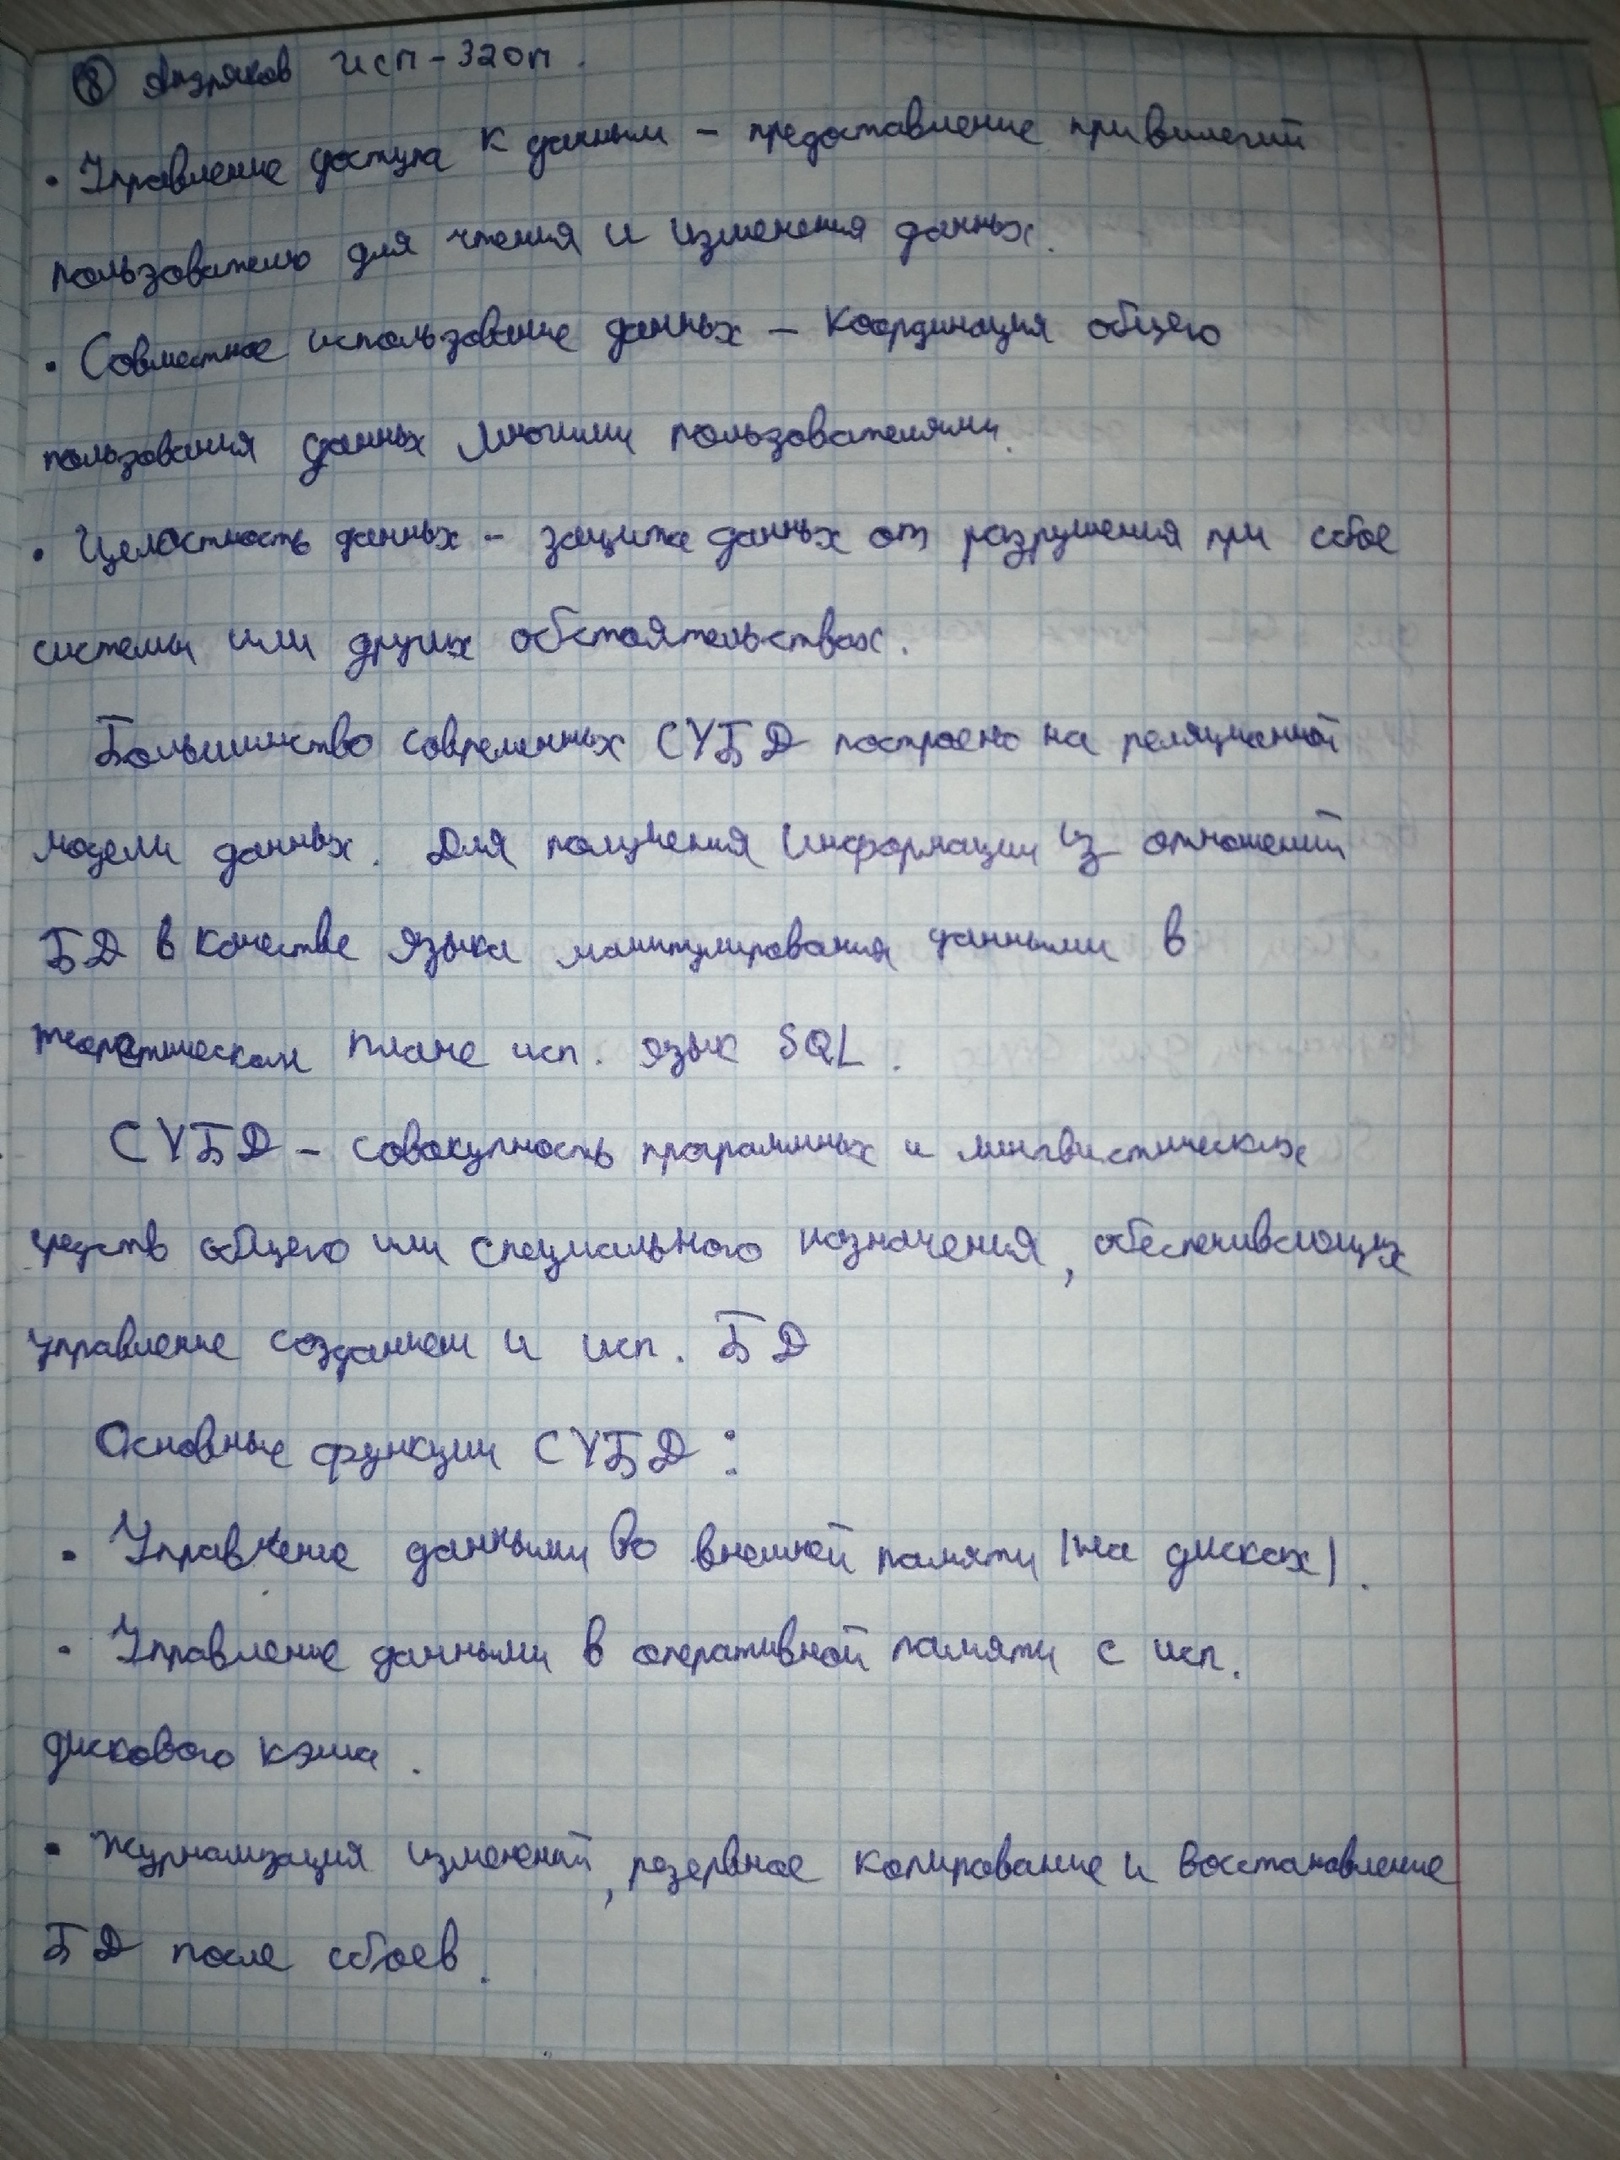 ⑧ Андряков ИСП-320п.
• Управление доступа к данным – предоставление привилегий
пользователю для чтения и изменения данных.
• Совместное использование данных – координация общего
пользования данных многими пользователями.
• Целостность данных – защита данных от разрушения при сбое
системы или других обстоятельствах.
Большинство современных СУБД построено на реляционной
модели данных. Для получения информации из отношений
БД в качестве языка манипулирования данными в
теоретическом плане исп. язык SQL.
СУБД – совокупность программных и лингвистических
средств общего или специального назначения, обеспечивающих
управление созданием и исп. БД
Основные функции СУБД:
• Управление данными во внешней памяти (на дисках).
• Управление данными в оперативной памяти с исп.
дискового кэша.
• Журнализация изменений, резервное копирование и восстановление
БД после сбоев.